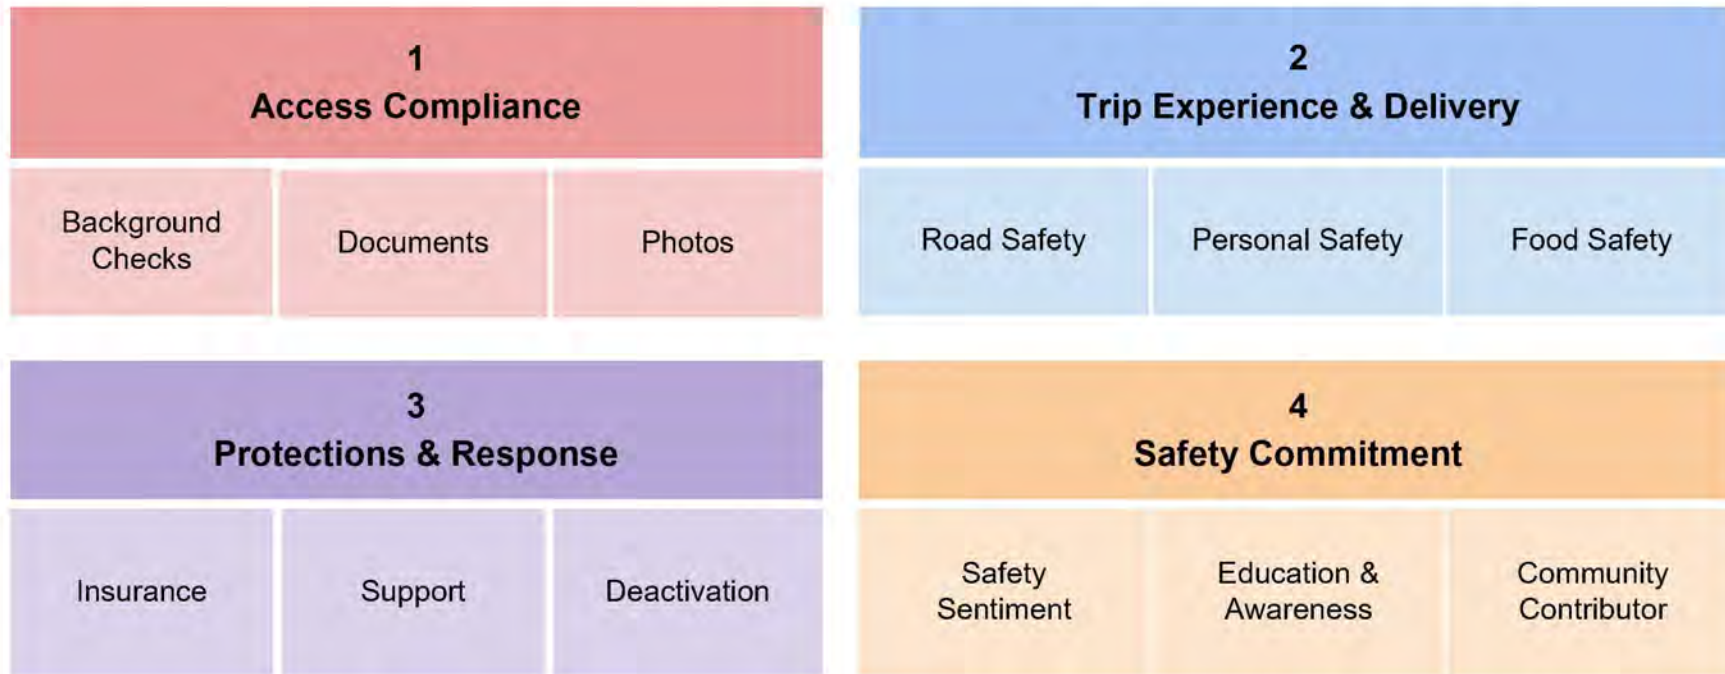 1
Access Compliance
Background
Checks
Documents
Photos
2
Trip Experience & Delivery
Road Safety
Personal Safety
Food Safety
3
Protections & Response
Insurance
Support
Deactivation
4
Safety Commitment
Safety
Sentiment
Education &
Awareness
Community
Contributor